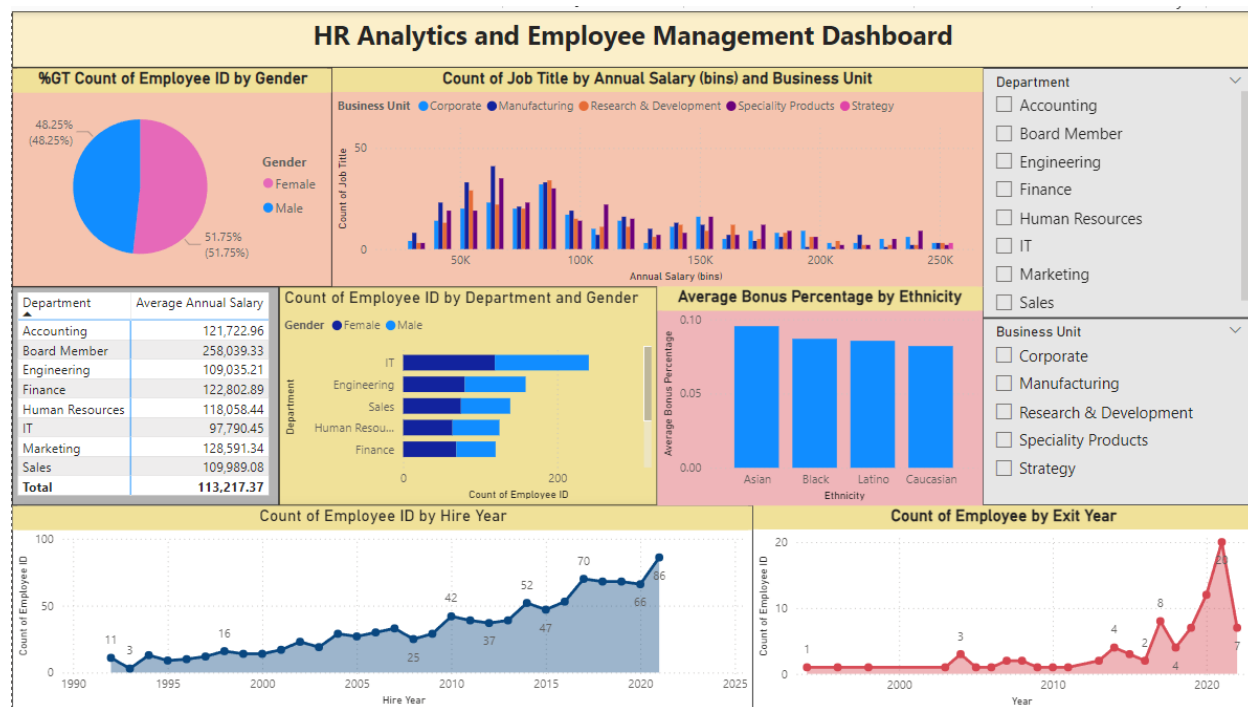 HR Analytics and Employee Management Dashboard
%GT Count of Employee ID by Gender
48.25%
(48.25%)
Gender
Female
Male
51.75%
(51.75%)
Count of Job Title by Annual Salary (bins) and Business Unit
Business Unit Corporate Manufacturing Research & Development Speciality Products Strategy
Count of Job Title
50
0
50K 100K 150K 200K 250K
Annual Salary (bins)
Department
Accounting
Board Member
Engineering
Finance
Human Resources
IT
Marketing
Sales
Department Average Annual Salary
Accounting 121,722.96
Board Member 258,039.33
Engineering 109,035.21
Finance 122,802.89
Human Resources 118,058.44
IT 97,790.45
Marketing 128,591.34
Sales 109,989.08
Total 113,217.37
Count of Employee ID by Department and Gender
Gender Female Male
Department
IT
Engineering
Sales
Human Resou...
Finance
0 200
Count of Employee ID
Average Bonus Percentage by Ethnicity
Average Bonus Percentage
0.10
0.05
0.00
Asian Black Latino Caucasian
Ethnicity
Business Unit
Corporate
Manufacturing
Research & Development
Speciality Products
Strategy
Count of Employee ID by Hire Year
Count of Employee ID
100
50
0
11 3 16 25 42 37 52 47 70 66 86
1990 1995 2000 2005 2010 2015 2020 2025
Hire Year
Count of Employee by Exit Year
Count of Employee ID
20
10
0
1 3 4 2 8 4 20 7
2000 2010 2020
Year